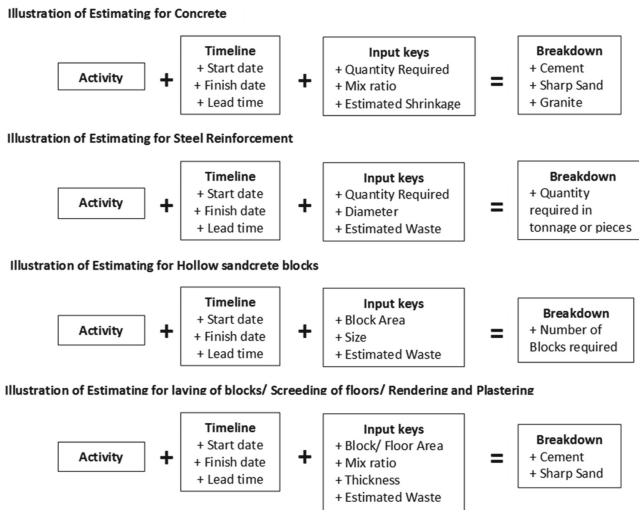 Illustration of Estimating for Concrete
Activity
+
Timeline
+ Start date
+ Finish date
+ Lead time
+
Input keys
+ Quantity Required
+ Mix ratio
+ Estimated Shrinkage
=
Breakdown
+ Cement
+ Sharp Sand
+ Granite
Illustration of Estimating for Steel Reinforcement
Activity
+
Timeline
+ Start date
+ Finish date
+ Lead time
+
Input keys
+ Quantity Required
+ Diameter
+ Estimated Waste
=
Breakdown
+ Quantity
required in
tonnage or pieces
Illustration of Estimating for Hollow sandcrete blocks
Activity
+
Timeline
+ Start date
+ Finish date
+ Lead time
+
Input keys
+ Block Area
+ Size
+ Estimated Waste
=
Breakdown
+ Number of
Blocks required
Illustration of Estimating for laving of blocks/ Screeding of floors/ Rendering and Plastering
Activity
+
Timeline
+ Start date
+ Finish date
+ Lead time
+
Input keys
+ Block/ Floor Area
+ Mix ratio
+ Thickness
+ Estimated Waste
=
Breakdown
+ Cement
+ Sharp Sand